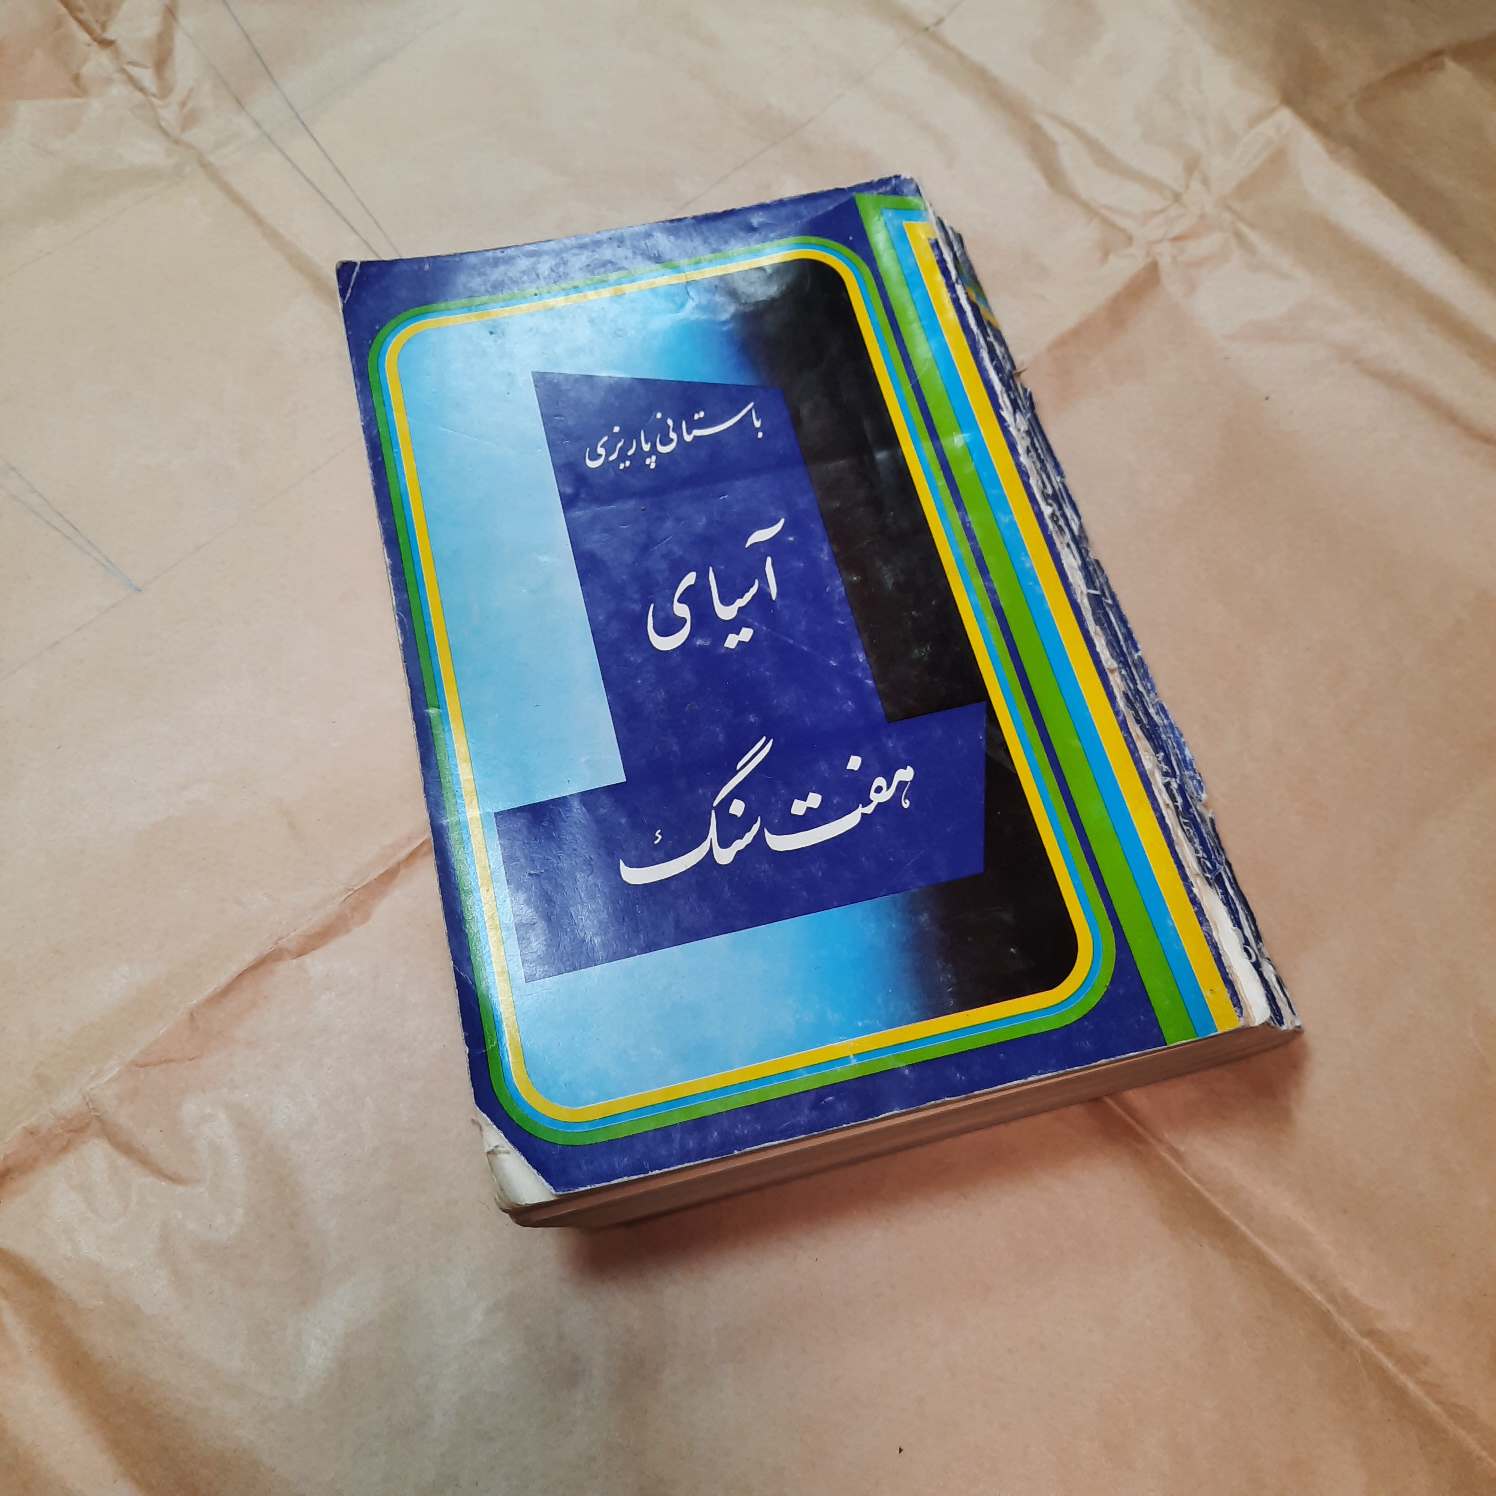 باستانی پاریزی
آسیای
هفت سنگ